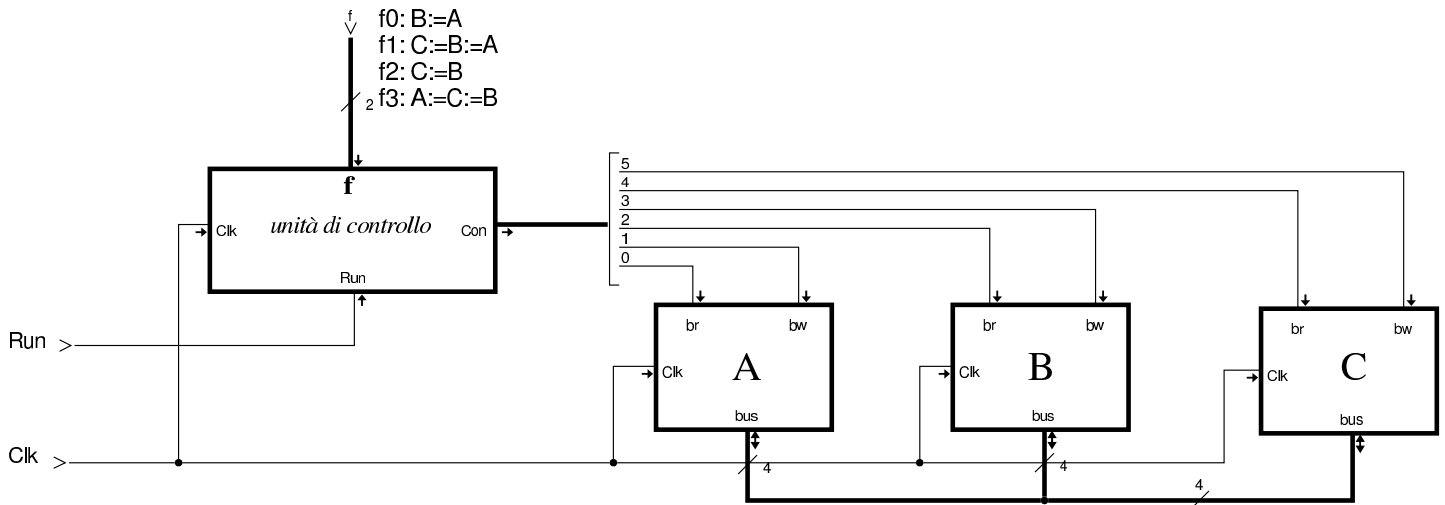 f
f0: B:=A
f1: C:=B:=A
f2: C:=B
2 f3: A:=C:=B
f
Clk
unità di controllo
Con
Run
5
4
3
2
1
0
Run
Clk
br
bw
Clk
A
bus
4
br
bw
Clk
B
bus
4
br
bw
Clk
C
bus
4